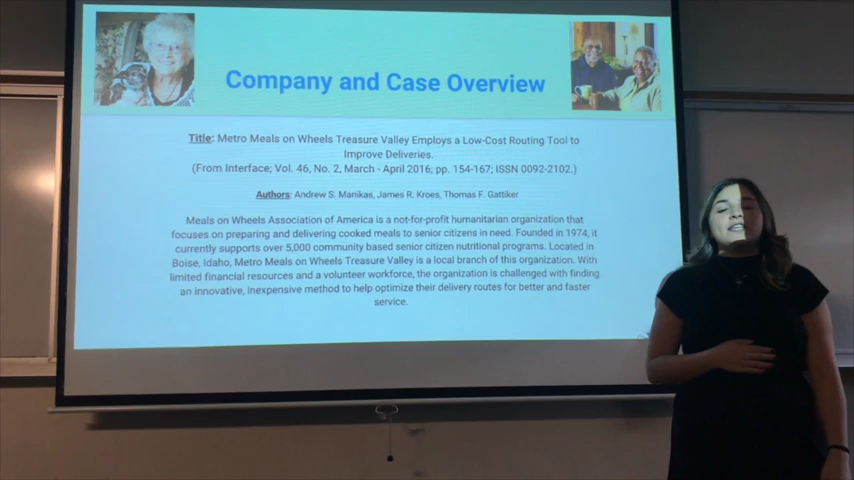 Company and Case Overview
Title: Metro Meals on Wheels Treasure Valley Employs a Low-Cost Routing Tool to
Improve Deliveries.
(From Interface; Vol. 46, No. 2, March - April 2016; pp. 154-167; ISSN 0092-2102.)
Authors: Andrew S. Manikas, James R. Kroes, Thomas F. Gattiker
Meals on Wheels Association of America is a not-for-profit humanitarian organization that
focuses on preparing and delivering cooked meals to senior citizens in need. Founded in 1974, it
currently supports over 5,000 community based senior citizen nutritional programs. Located in
Boise, Idaho, Metro Meals on Wheels Treasure Valley is a local branch of this organization. With
limited financial resources and a volunteer workforce, the organization is challenged with finding
an innovative, inexpensive method to help optimize their delivery routes for better and faster
service.